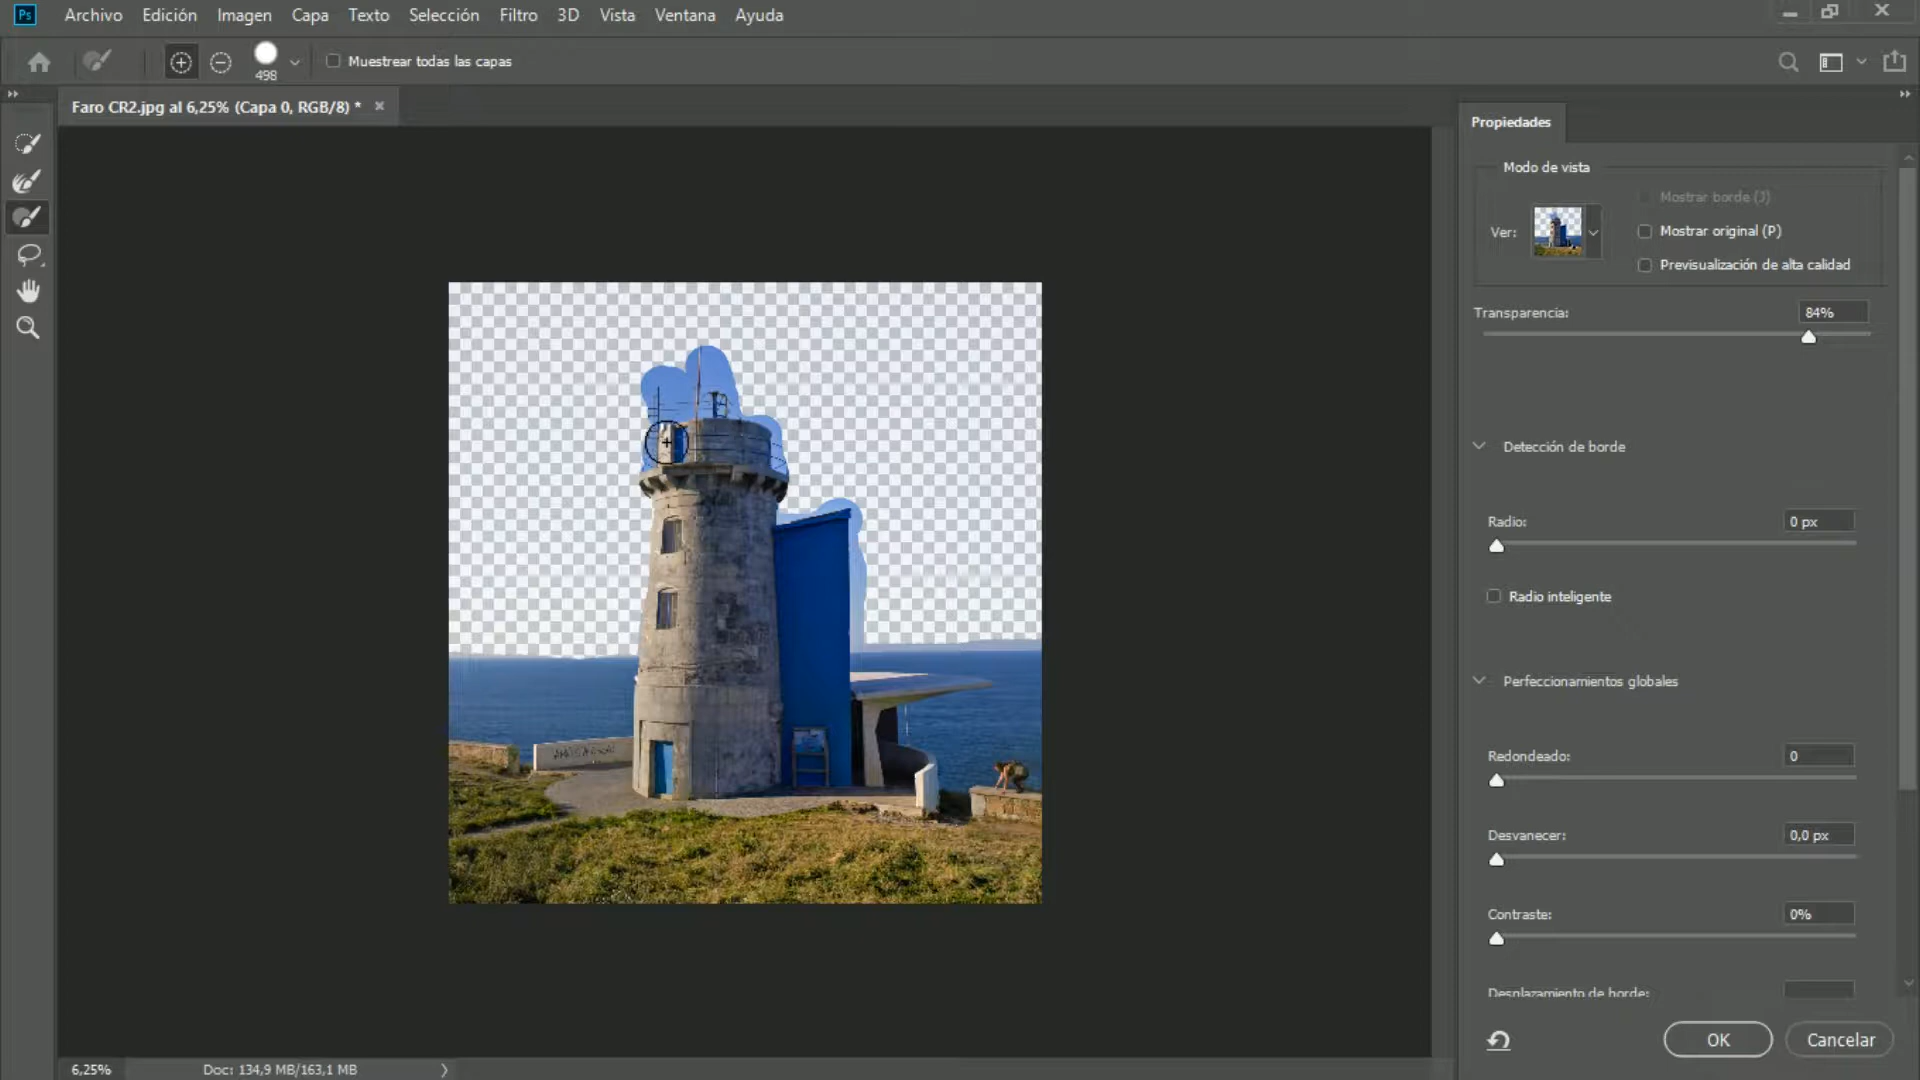 Ps Archivo Edición Imagen Capa Texto Selección Filtro 3D Vista Ventana Ayuda
498
Muestrear todas las capas
Faro CR2.jpg al 6,25% (Capa 0, RGB/8) *
Propiedades
Modo de vista
Mostrar borde (J)
Ver:
Mostrar original (P)
Previsualización de alta calidad
Transparencia: 84%
Detección de borde
Radio: 0 px
Radio inteligente
Perfeccionamientos globales
Redondeado: 0
Desvanecer: 0,0 px
Contraste: 0%
Desplazamiento de borde:
OK Cancelar
6,25% Doc: 134,9 MB/163,1 MB